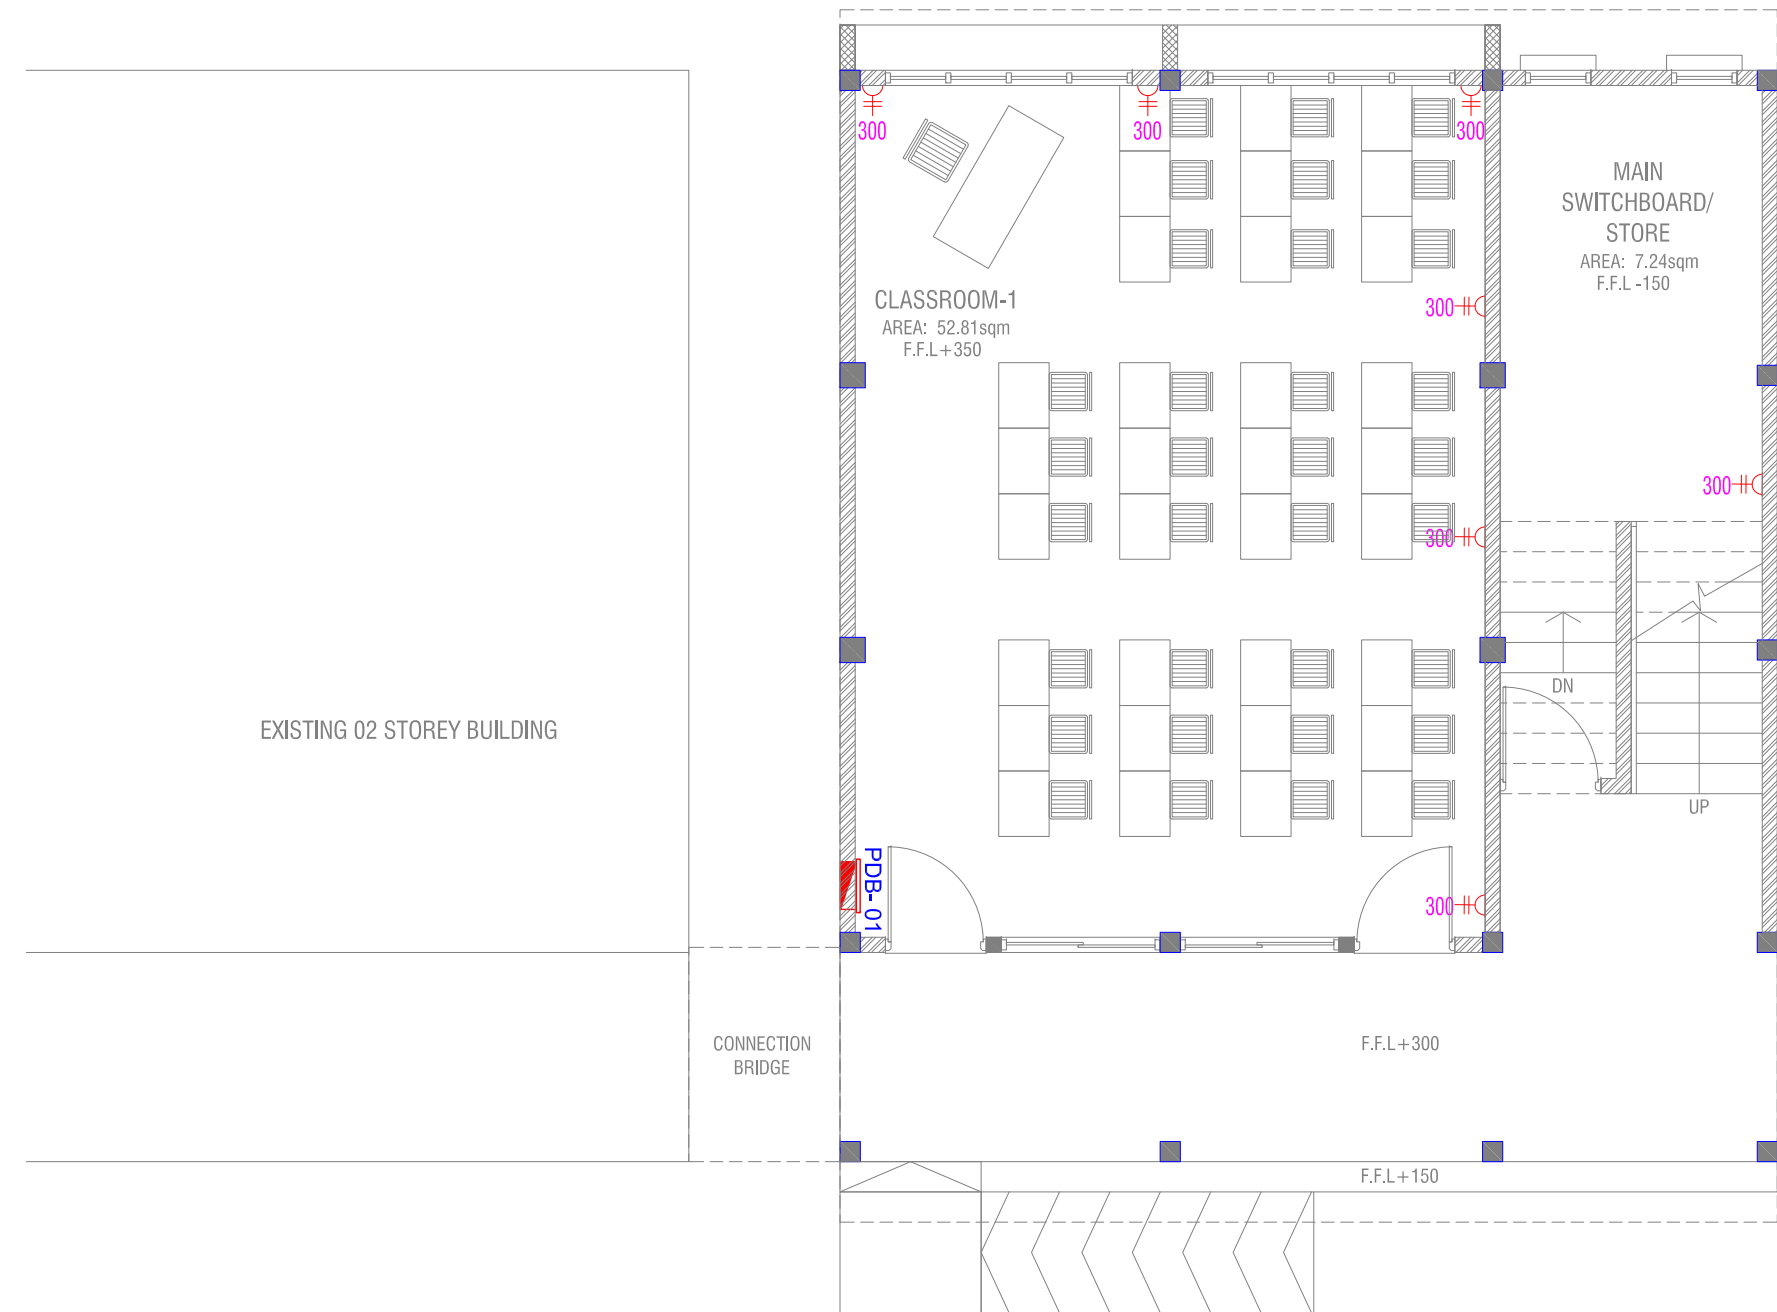 300
300
300
MAIN
SWITCHBOARD/
STORE
AREA: 7.24sqm
F.F.L -150
CLASSROOM-1
AREA: 52.81sqm
F.F.L+350
300
300
300
DN
EXISTING 02 STOREY BUILDING
UP
PDB- 01
300
CONNECTION
BRIDGE
F.F.L+300
F.F.L+150